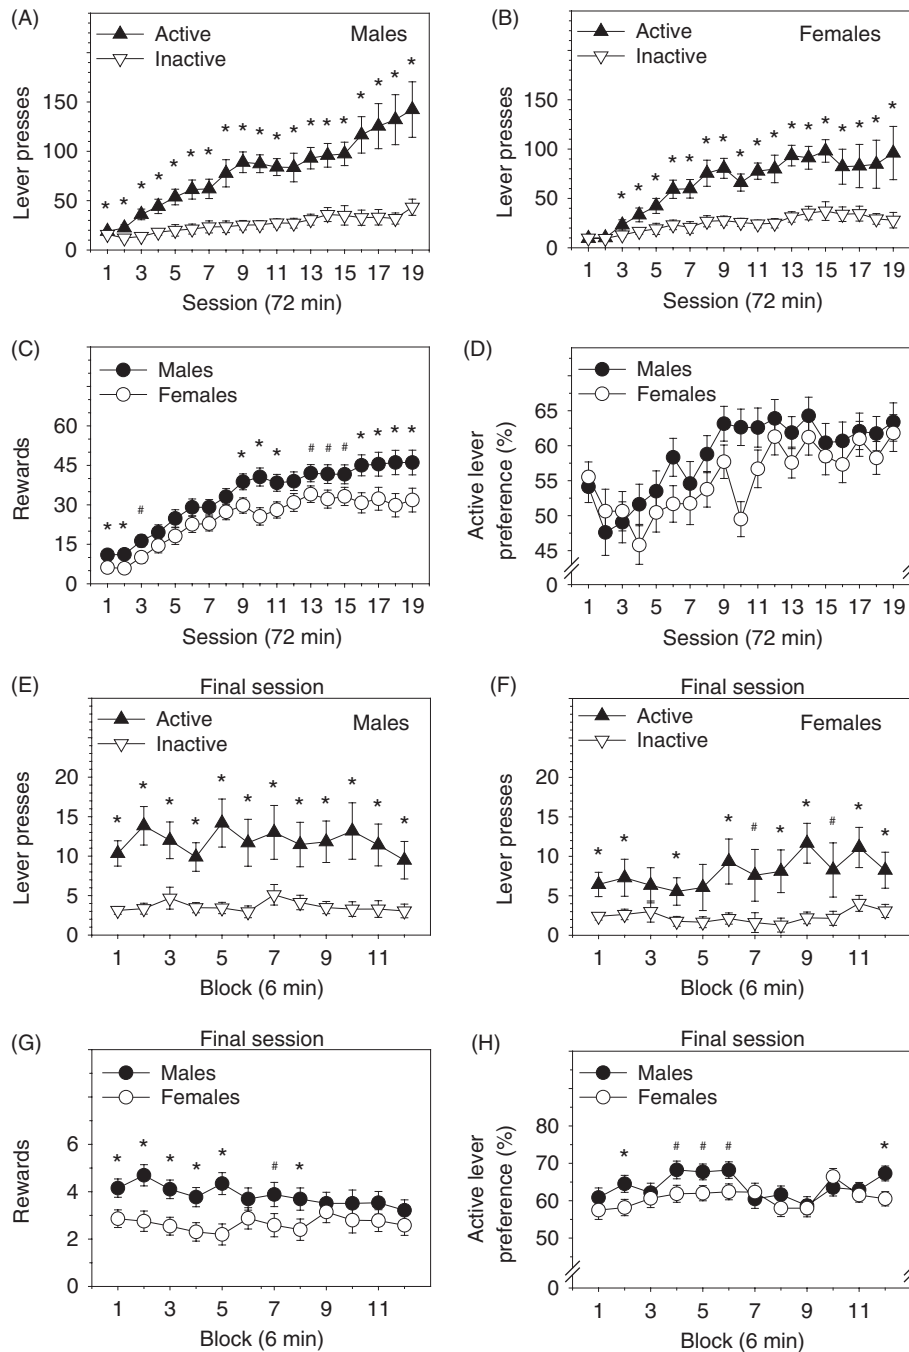 (A)
Active
Inactive
Males
Lever presses
150
100
50
0
* * * * * * * * * * * * * * * * * * *
1 3 5 7 9 11 13 15 17 19
Session (72 min)
(B)
Active
Inactive
Females
Lever presses
150
100
50
0
* * * * * * * * * * * * * * * * *
1 3 5 7 9 11 13 15 17 19
Session (72 min)
(C)
Males
Females
Rewards
60
45
30
15
0
* * # * * * # # # * * * *
1 3 5 7 9 11 13 15 17 19
Session (72 min)
(D)
Males
Females
Active lever
preference (%)
65
60
55
50
45
0
1 3 5 7 9 11 13 15 17 19
Session (72 min)
(E)
Final session
Active
Inactive
Males
Lever presses
20
15
10
5
0
* * * * * * * * * * * *
1 3 5 7 9 11
Block (6 min)
(F)
Final session
Active
Inactive
Females
Lever presses
20
15
10
5
0
* * * * # * * # * *
1 3 5 7 9 11
Block (6 min)
(G)
Final session
Males
Females
Rewards
6
4
2
0
* * * * * # *
1 3 5 7 9 11
Block (6 min)
(H)
Final session
Males
Females
Active lever
preference (%)
80
70
60
50
0
* # # # *
1 3 5 7 9 11
Block (6 min)